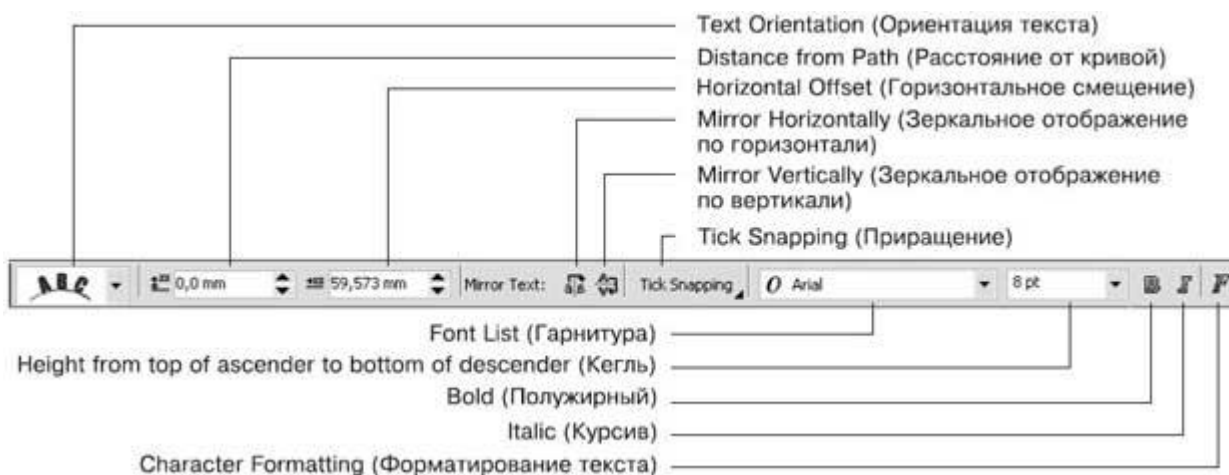 Text Orientation (Ориентация текста)
Distance from Path (Расстояние от кривой)
Horizontal Offset (Горизонтальное смещение)
Mirror Horizontally (Зеркальное отображение
по горизонтали)
Mirror Vertically (Зеркальное отображение
по вертикали)
Tick Snapping (Приращение)
ABC 0,0 mm 59,573 mm Mirror Text: Tick Snapping O Arial 8 pt B I F
Font List (Гарнитура)
Height from top of ascender to bottom of descender (Кегль)
Bold (Полужирный)
Italic (Курсив)
Character Formatting (Форматирование текста)